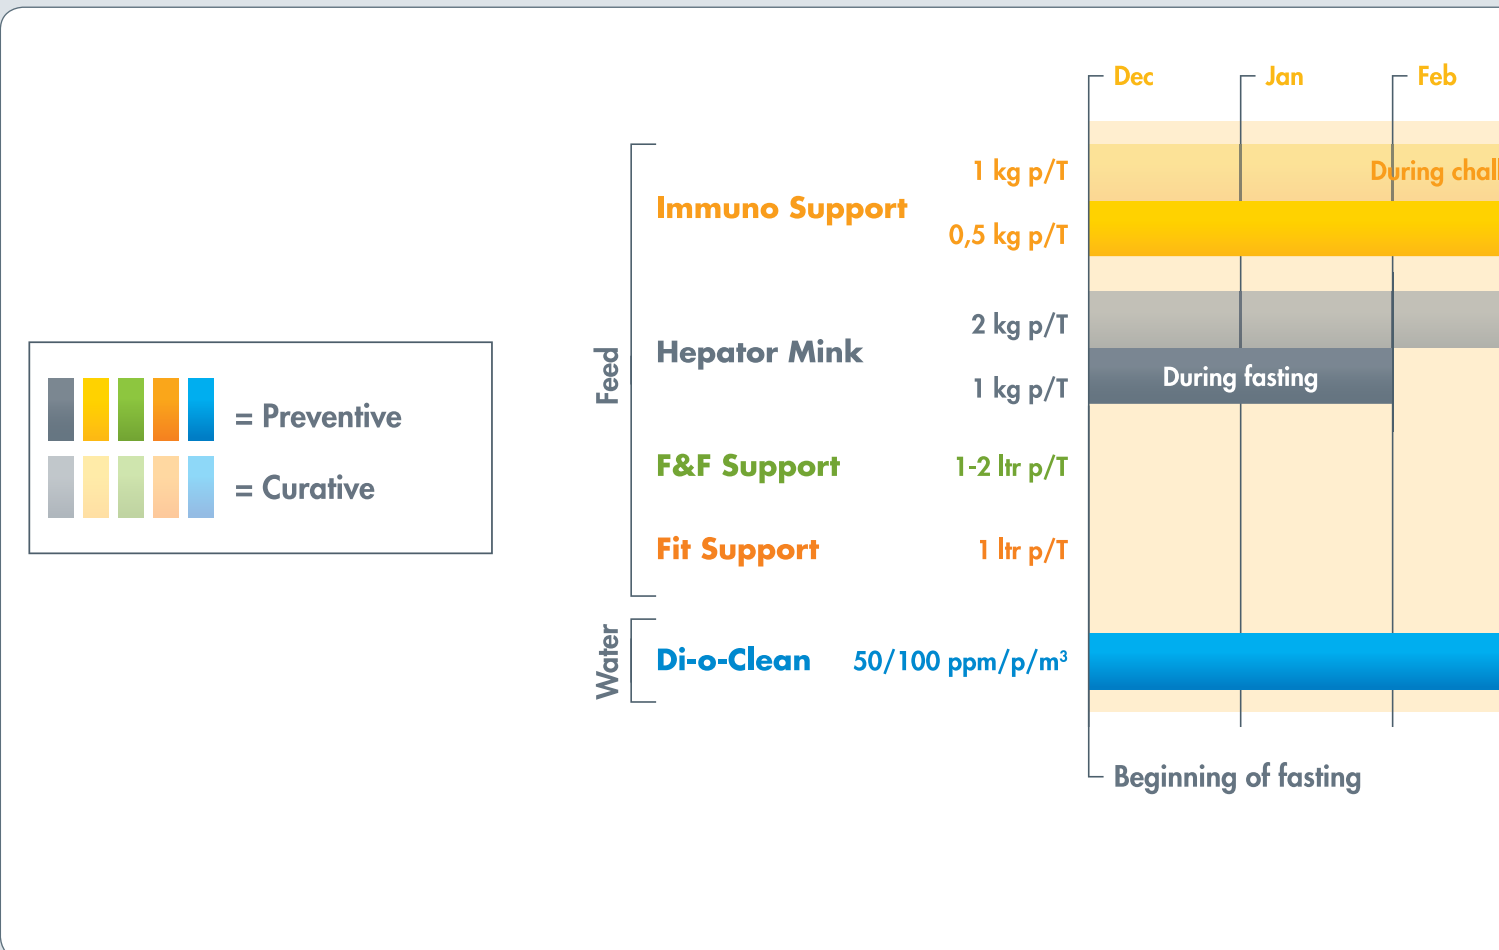 Dec
Jan
Feb
1 kg p/T
During
Immuno Support
0,5 kg p/T
2 kg p/T
Hepator Mink
1 kg p/T
During fasting
Feed
= Preventive
= Curative
F&F Support
1-2 ltr p/T
Fit Support
1 ltr p/T
Water
Di-o-Clean
50/100 ppm/p/m³
Beginning of fasting